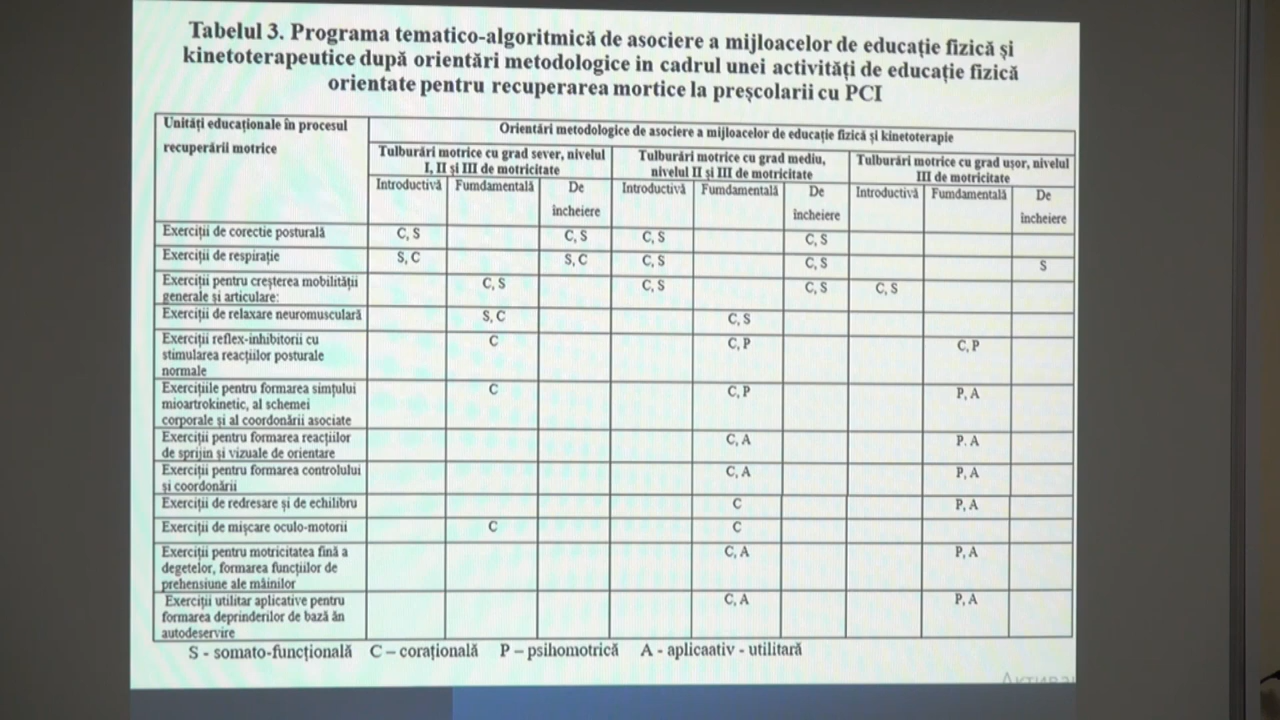 Tabelul 3. Programa tematico-algoritmică de asociere a mijloacelor de educație fizică și
kinetoterapeutice după orientări metodologice in cadrul unei activități de educație fizică
orientate pentru recuperarea mortice la preșcolarii cu PCI
Unități educaționale în procesul
recuperării motrice
Orientări metodologice de asociere a mijloacelor de educație fizică și kinetoterapie
Tulburări motrice cu grad sever, nivelul
I, II și III de motricitate
Tulburări motrice cu grad mediu,
nivelul II și III de motricitate
Tulburări motrice cu grad ușor, nivelul
III de motricitate
Introductivă Fumdamentală De
încheiere
Introductivă Fumdamentală De
încheiere
Introductivă Fumdamentală De
încheiere
Exerciții de corectie posturală C, S C, S C, S C, S
Exerciții de respirație S, C S, C C, S C, S S
Exerciții pentru creșterea mobilității
generale și articulare: C, S C, S C, S C, S
Exerciții de relaxare neuromusculară S, C C, S
Exerciții reflex-inhibitorii cu
stimularea reacțiilor posturale
normale C C, P C, P
Exercițiile pentru formarea simțului
mioartrokinetic, al schemei
corporale și al coordonării asociate C C, P P, A
Exerciții pentru formarea reacțiilor
de sprijin și vizuale de orientare C, A P. A
Exerciții pentru formarea controlului
și coordonării C, A P, A
Exerciții de redresare și de echilibru C P, A
Exerciții de mișcare oculo-motorii C C
Exerciții pentru motricitatea fină a
degetelor, formarea funcțiilor de
prehensiune ale mâinilor C, A P, A
Exerciții utilitar aplicative pentru
formarea deprinderilor de bază ân
autodeservire C, A P, A
S - somato-funcțională C – corațională P – psihomotrică A - aplicaativ - utilitară